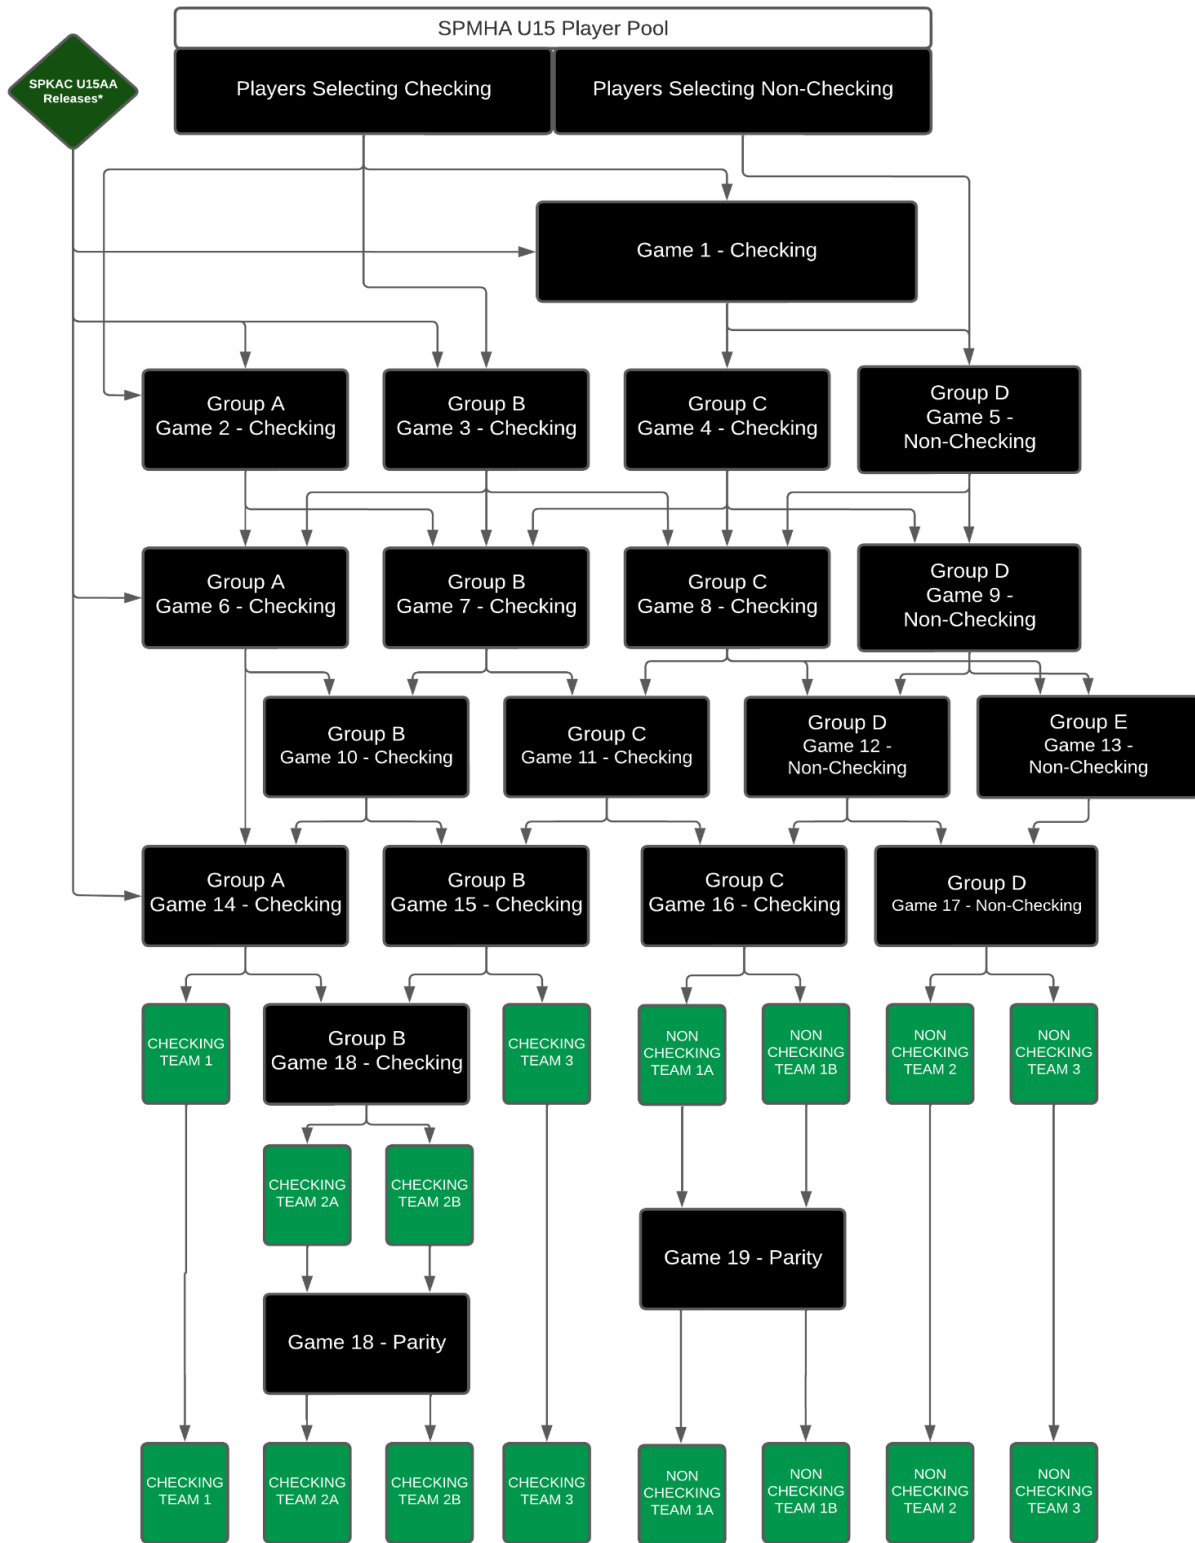 SPMHA U15 Player Pool
SPKAC U15AA
Releases*
Players Selecting Checking
Players Selecting Non-Checking
Game 1 - Checking
Group A
Game 2 - Checking
Group B
Game 3 - Checking
Group C
Game 4 - Checking
Group D
Game 5 -
Non-Checking
Group A
Game 6 - Checking
Group B
Game 7 - Checking
Group C
Game 8 - Checking
Group D
Game 9 -
Non-Checking
Group B
Game 10 - Checking
Group C
Game 11 - Checking
Group D
Game 12 -
Non-Checking
Group E
Game 13 -
Non-Checking
Group A
Game 14 - Checking
Group B
Game 15 - Checking
Group C
Game 16 - Checking
Group D
Game 17 - Non-Checking
CHECKING
TEAM 1
Group B
Game 18 - Checking
CHECKING
TEAM 3
NON
CHECKING
TEAM 1A
NON
CHECKING
TEAM 1B
NON
CHECKING
TEAM 2
NON
CHECKING
TEAM 3
CHECKING
TEAM 2A
CHECKING
TEAM 2B
Game 19 - Parity
Game 18 - Parity
CHECKING
TEAM 1
CHECKING
TEAM 2A
CHECKING
TEAM 2B
CHECKING
TEAM 3
NON
CHECKING
TEAM 1A
NON
CHECKING
TEAM 1B
NON
CHECKING
TEAM 2
NON
CHECKING
TEAM 3